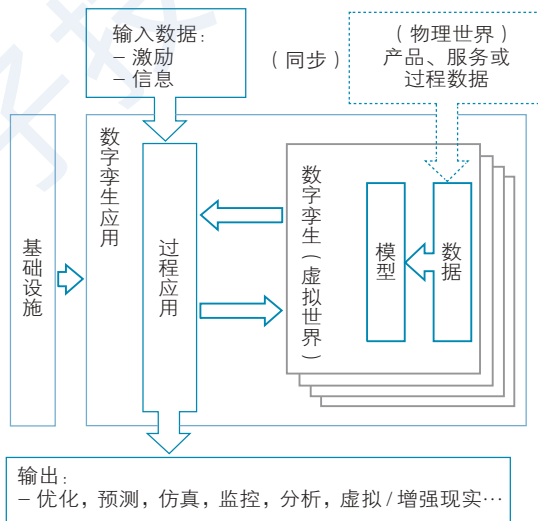 输入数据：
– 激励
– 信息
（同步）
（物理世界）
产品、服务或
过程数据
基础设施
数字孪生应用
过程应用
数字孪生（虚拟世界）
模型
数据
输出：
– 优化，预测，仿真，监控，分析，虚拟/增强现实…